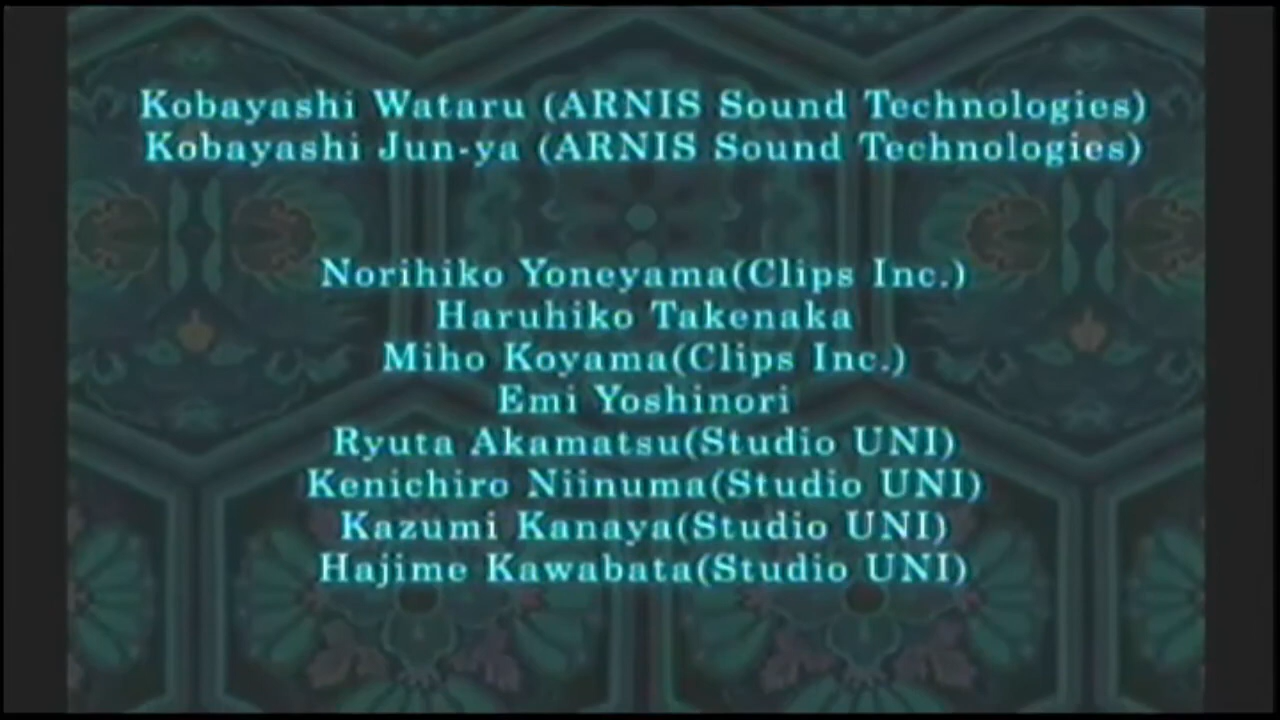 Kobayashi Wataru (ARNIS Sound Technologies)
Kobayashi Jun-ya (ARNIS Sound Technologies)
Norihiko Yoneyama(Clips Inc.)
Haruhiko Takenaka
Miho Koyama(Clips Inc.)
Emi Yoshinori
Ryuta Akamatsu(Studio UNI)
Kenichiro Niinuma(Studio UNI)
Kazumi Kanaya(Studio UNI)
Hajime Kawabata(Studio UNI)